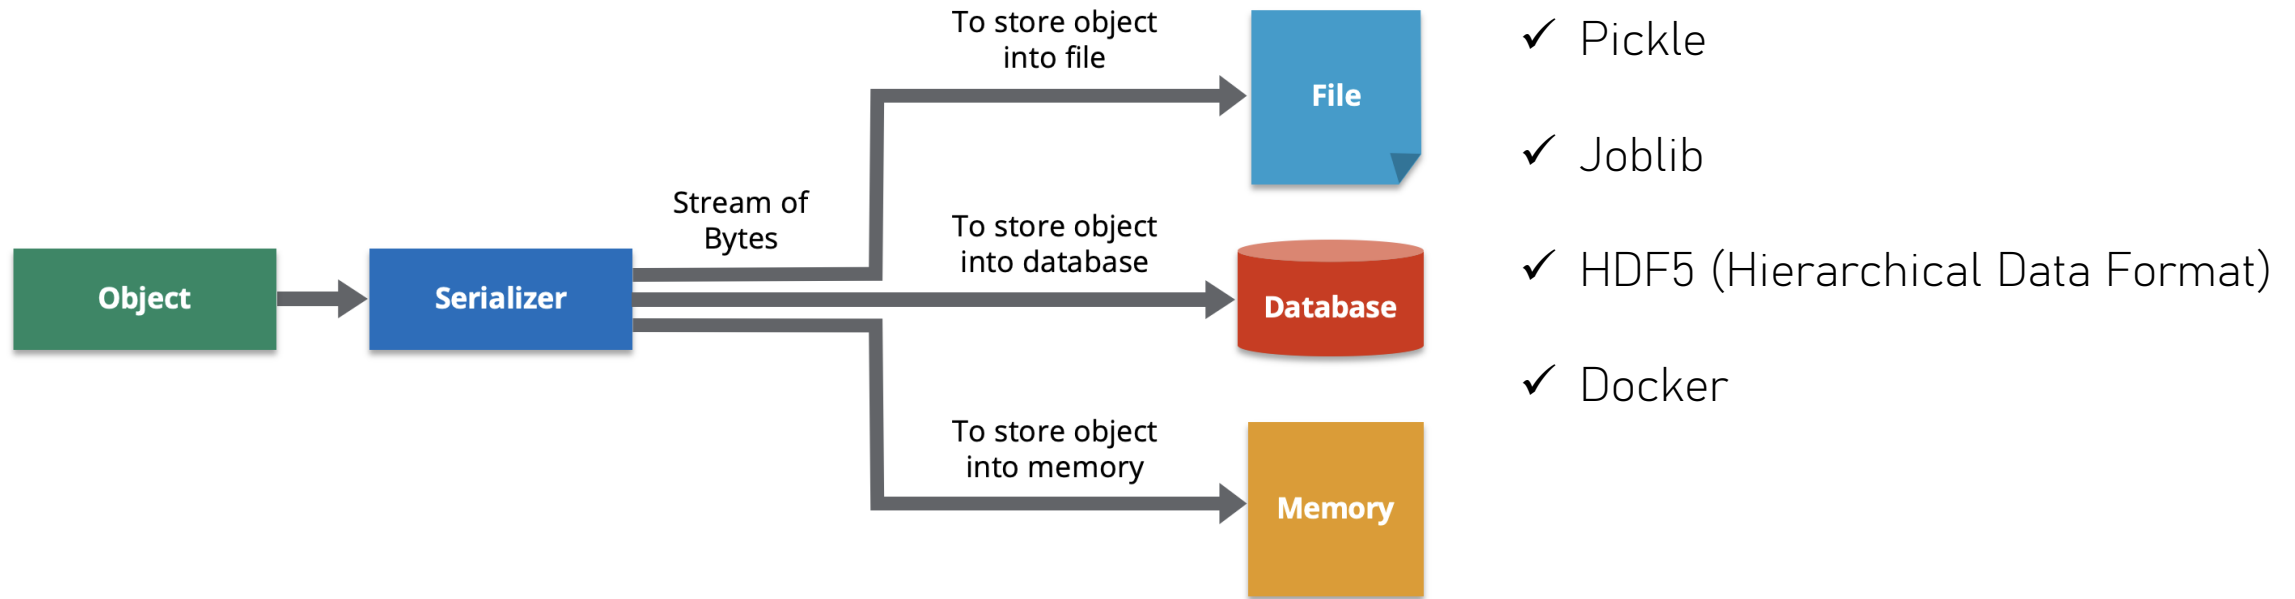 Object
Serializer
Stream of
Bytes
To store object
into file
File
To store object
into database
Database
To store object
into memory
Memory
✓ Pickle
✓ Joblib
✓ HDF5 (Hierarchical Data Format)
✓ Docker